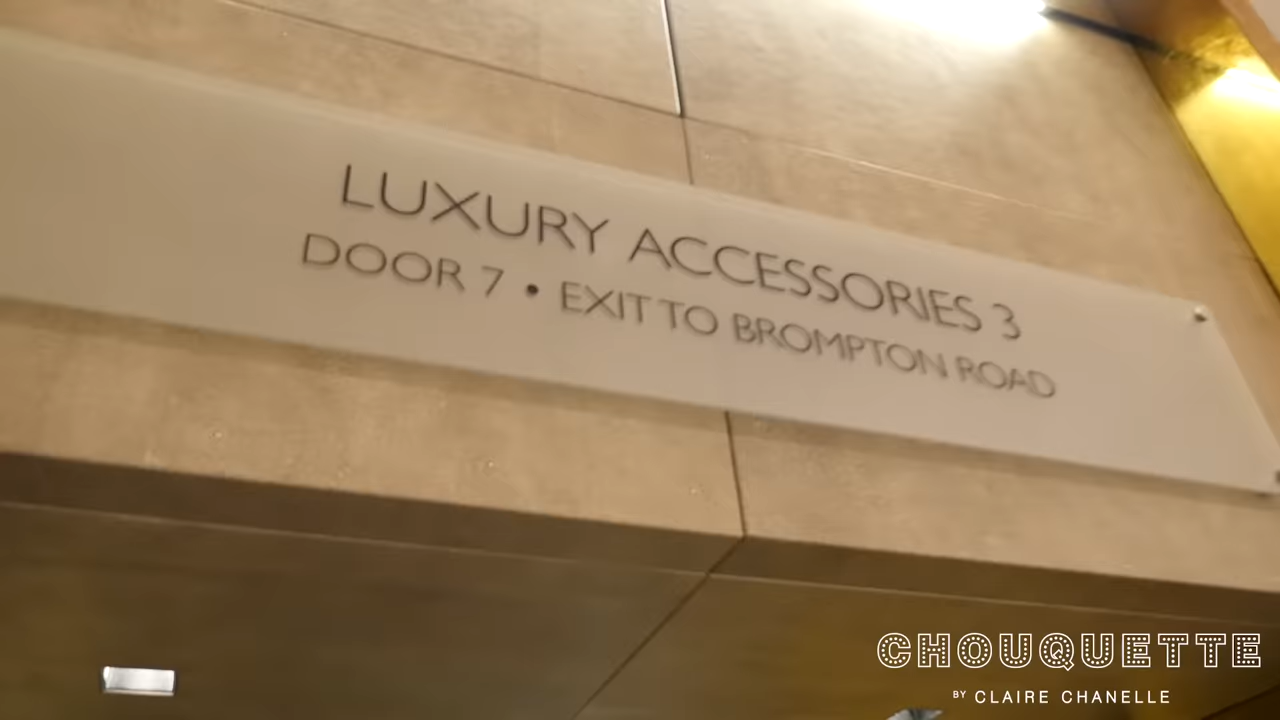 LUXURY ACCESSORIES 3
DOOR 7 • EXIT TO BROMPTON ROAD
CHOUQUETTE
BY CLAIRE CHANELLE